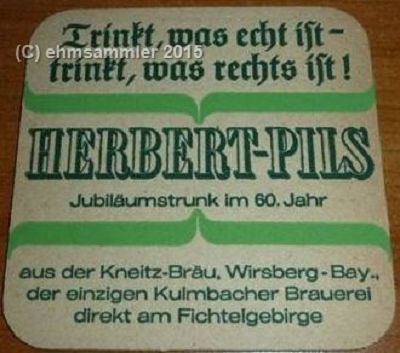 Trinkt, was echt ist –
trinkt, was rechts ist!
(C) ehmsammler 2015
HERBERT-PILS
Jubiläumstrunk im 60. Jahr
aus der Kneitz-Bräu, Wirsberg-Bay.,
der einzigen Kulmbacher Brauerei
direkt am Fichtelgebirge